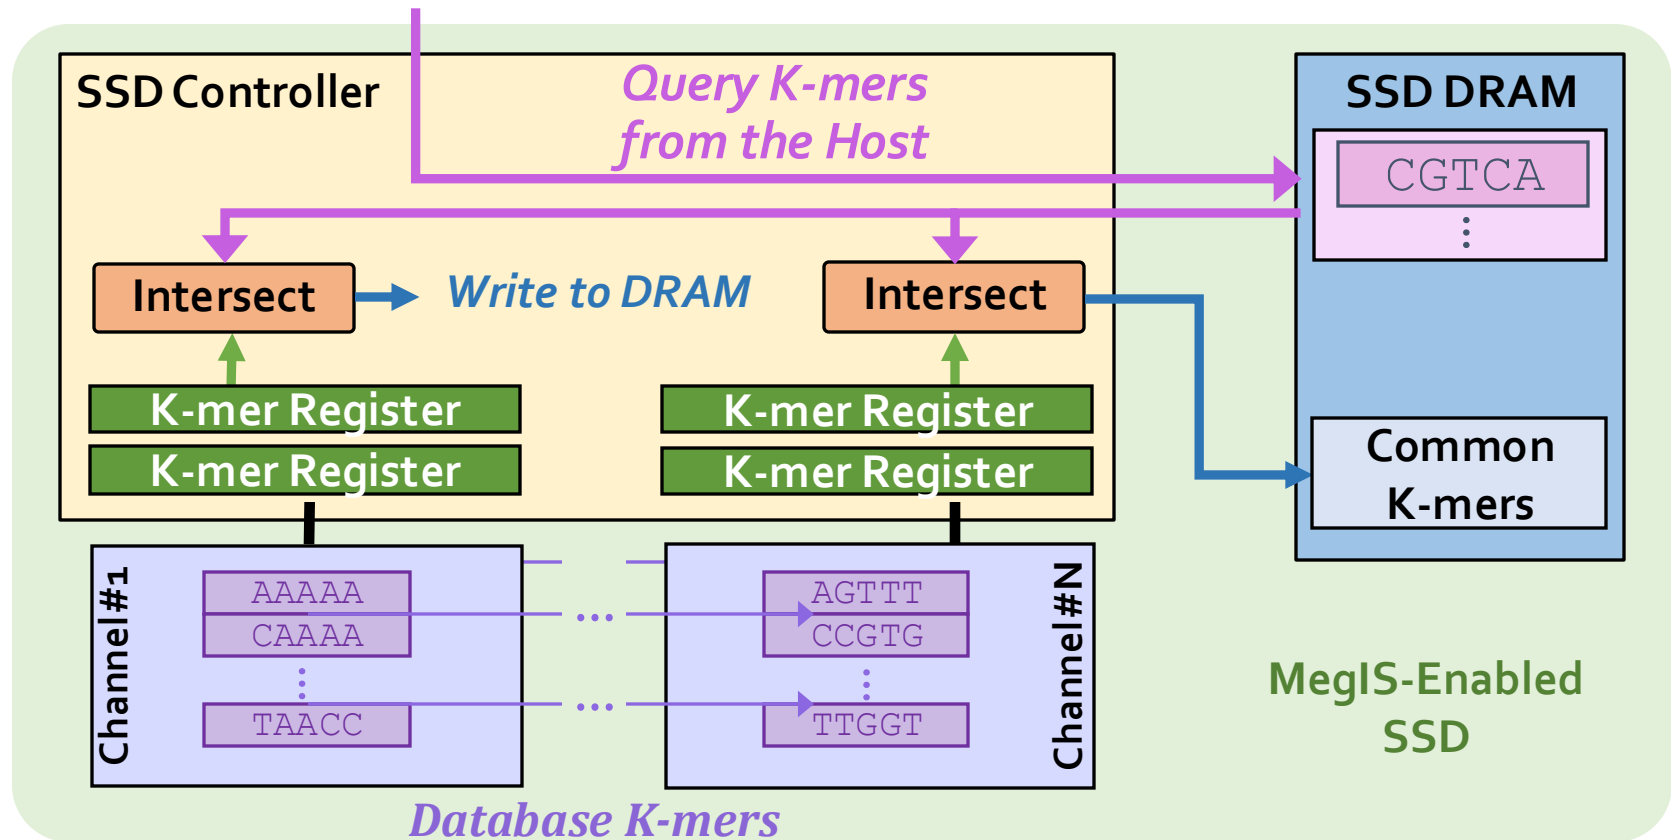 SSD Controller
Query K-mers
from the Host
SSD DRAM
CGTCA
⋮
Intersect
Write to DRAM
Intersect
K-mer Register
K-mer Register
K-mer Register
K-mer Register
Common
K-mers
Channel#1
AAAAA
CAAAA
⋮
TAACC
...
...
AGTTT
CCGTG
⋮
TTGGT
Channel#N
MegIS-Enabled
SSD
Database K-mers